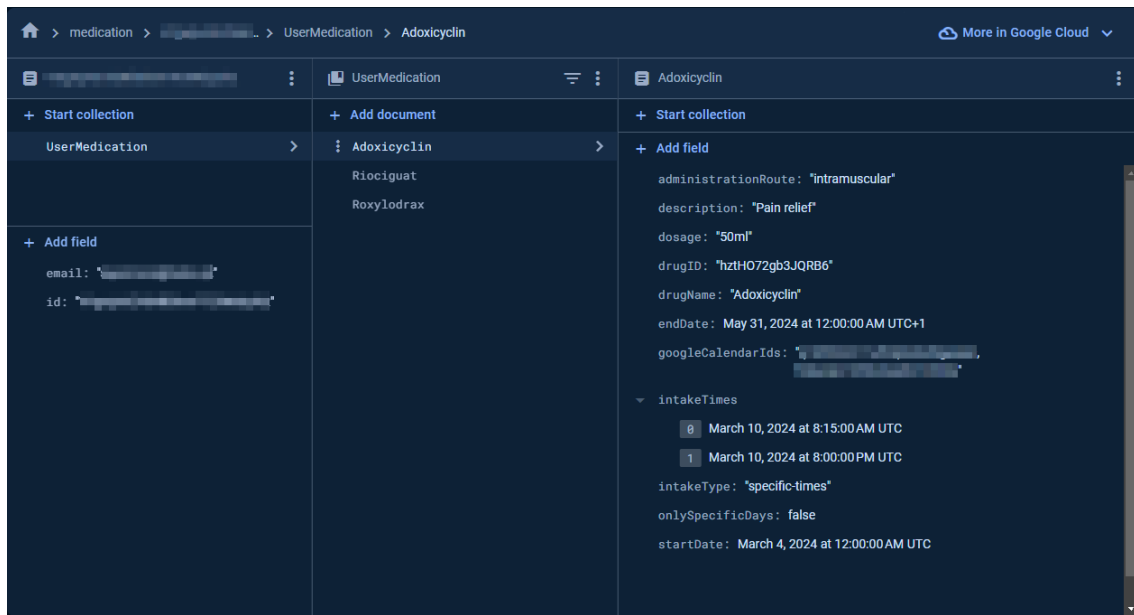 medication > .. > UserMedication > Adoxicyclin
More in Google Cloud
UserMedication
Adoxicyclin
+ Start collection
+ Add document
+ Start collection
UserMedication
Adoxicyclin
+ Add field
Riociguat
administrationRoute: "intramuscular"
Roxylodrax
description: "Pain relief"
+ Add field
dosage: "50ml"
email: " "
drugID: "hztHO72gb3JQRB6"
id: " "
drugName: "Adoxicyclin"
endDate: May 31, 2024 at 12:00:00 AM UTC+1
googleCalendarIds: " ,
"
intakeTimes
0 March 10, 2024 at 8:15:00 AM UTC
1 March 10, 2024 at 8:00:00 PM UTC
intakeType: "specific-times"
onlySpecificDays: false
startDate: March 4, 2024 at 12:00:00 AM UTC